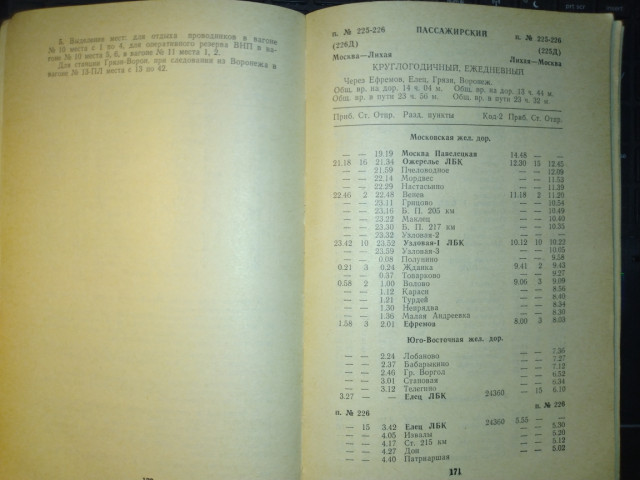 5. Выделение мест: для отдыха проводников в вагоне
№ 10 места с 1 по 4, для оперативного резерва ВНП в ва-
гоне № 10 места 5, 6, в вагоне № 11 места 1, 2.
Для станции Грязи-Ворон. при следовании из Воронежа в
вагоне № 13-ПЛ места с 13 по 42.
п. № 225-226 ПАССАЖИРСКИЙ п. № 225-226
(226Д) (225Д)
Москва—Лихая Лихая—Москва
КРУГЛОГОДИЧНЫЙ, ЕЖЕДНЕВНЫЙ
Через Ефремов, Елец, Грязи, Воронеж.
Общ. вр. на дор. 14 ч. 04 м. Общ. вр. на дор. 13 ч. 44 м.
Общ. вр. в пути 23 ч. 56 м. Общ. вр. в пути 23 ч. 32 м.
Приб. Ст. Отпр. Разд. пункты Код-2 Приб. Ст. Отпр.
Московская жел. дор.
— — 19.19 Москва Павелецкая 14.48 — —
21.18 16 21.34 Ожерелье ЛБК 12.30 15 12.45
— — 21.59 Пчеловодное — — 12.09
— — 22.14 Мордвес — — 11.53
— — 22.29 Настасьино — — 11.39
22.46 2 22.48 Венев 11.18 2 11.20
— — 23.11 Грицово — — 10.54
— — 23.16 Б. П. 205 км — — 10.49
— — 23.22 Маклец — — 10.40
— — 23.30 Б. П. 217 км — — 10.35
— — 23.32 Узловая-2 — — —
23.42 10 23.52 Узловая-I ЛБК 10.12 10 10.22
— — 23.59 Узловая-3 — — 10.05
— — 0.08 Полунино — — 9.58
0.21 3 0.24 Жданка 9.41 2 9.43
— — 0.37 Товарково — — 9.27
0.58 2 1.00 Волово 9.06 3 9.09
— — 1.12 Караси — — 8.56
— — 1.21 Турдей — — 8.40
— — 1.30 Непрядва — — 8.34
— — 1.36 Малая Андреевка — — 8.30
1.58 3 2.01 Ефремов 8.00 3 8.03
Юго-Восточная жел. дор.
— — 2.24 Лобаново — — 7.36
— — 2.37 Бабарыкино — — 7.27
— — 2.46 Гр. Воргол — — 7.12
— — 3.01 Становая — — 6.52
— — 3.12 Телегино — — 6.34
3.27 — — Елец ЛБК 24360 — 15 6.10
п. № 226 п. № 226
— 15 3.42 Елец ЛБК 24360 5.55 — —
— — 4.05 Извалы — — 5.30
— — 4.17 Ст. 215 км — — 5.20
— — 4.27 Дон — — 5.12
— — 4.40 Патриаршая — — 5.02
171